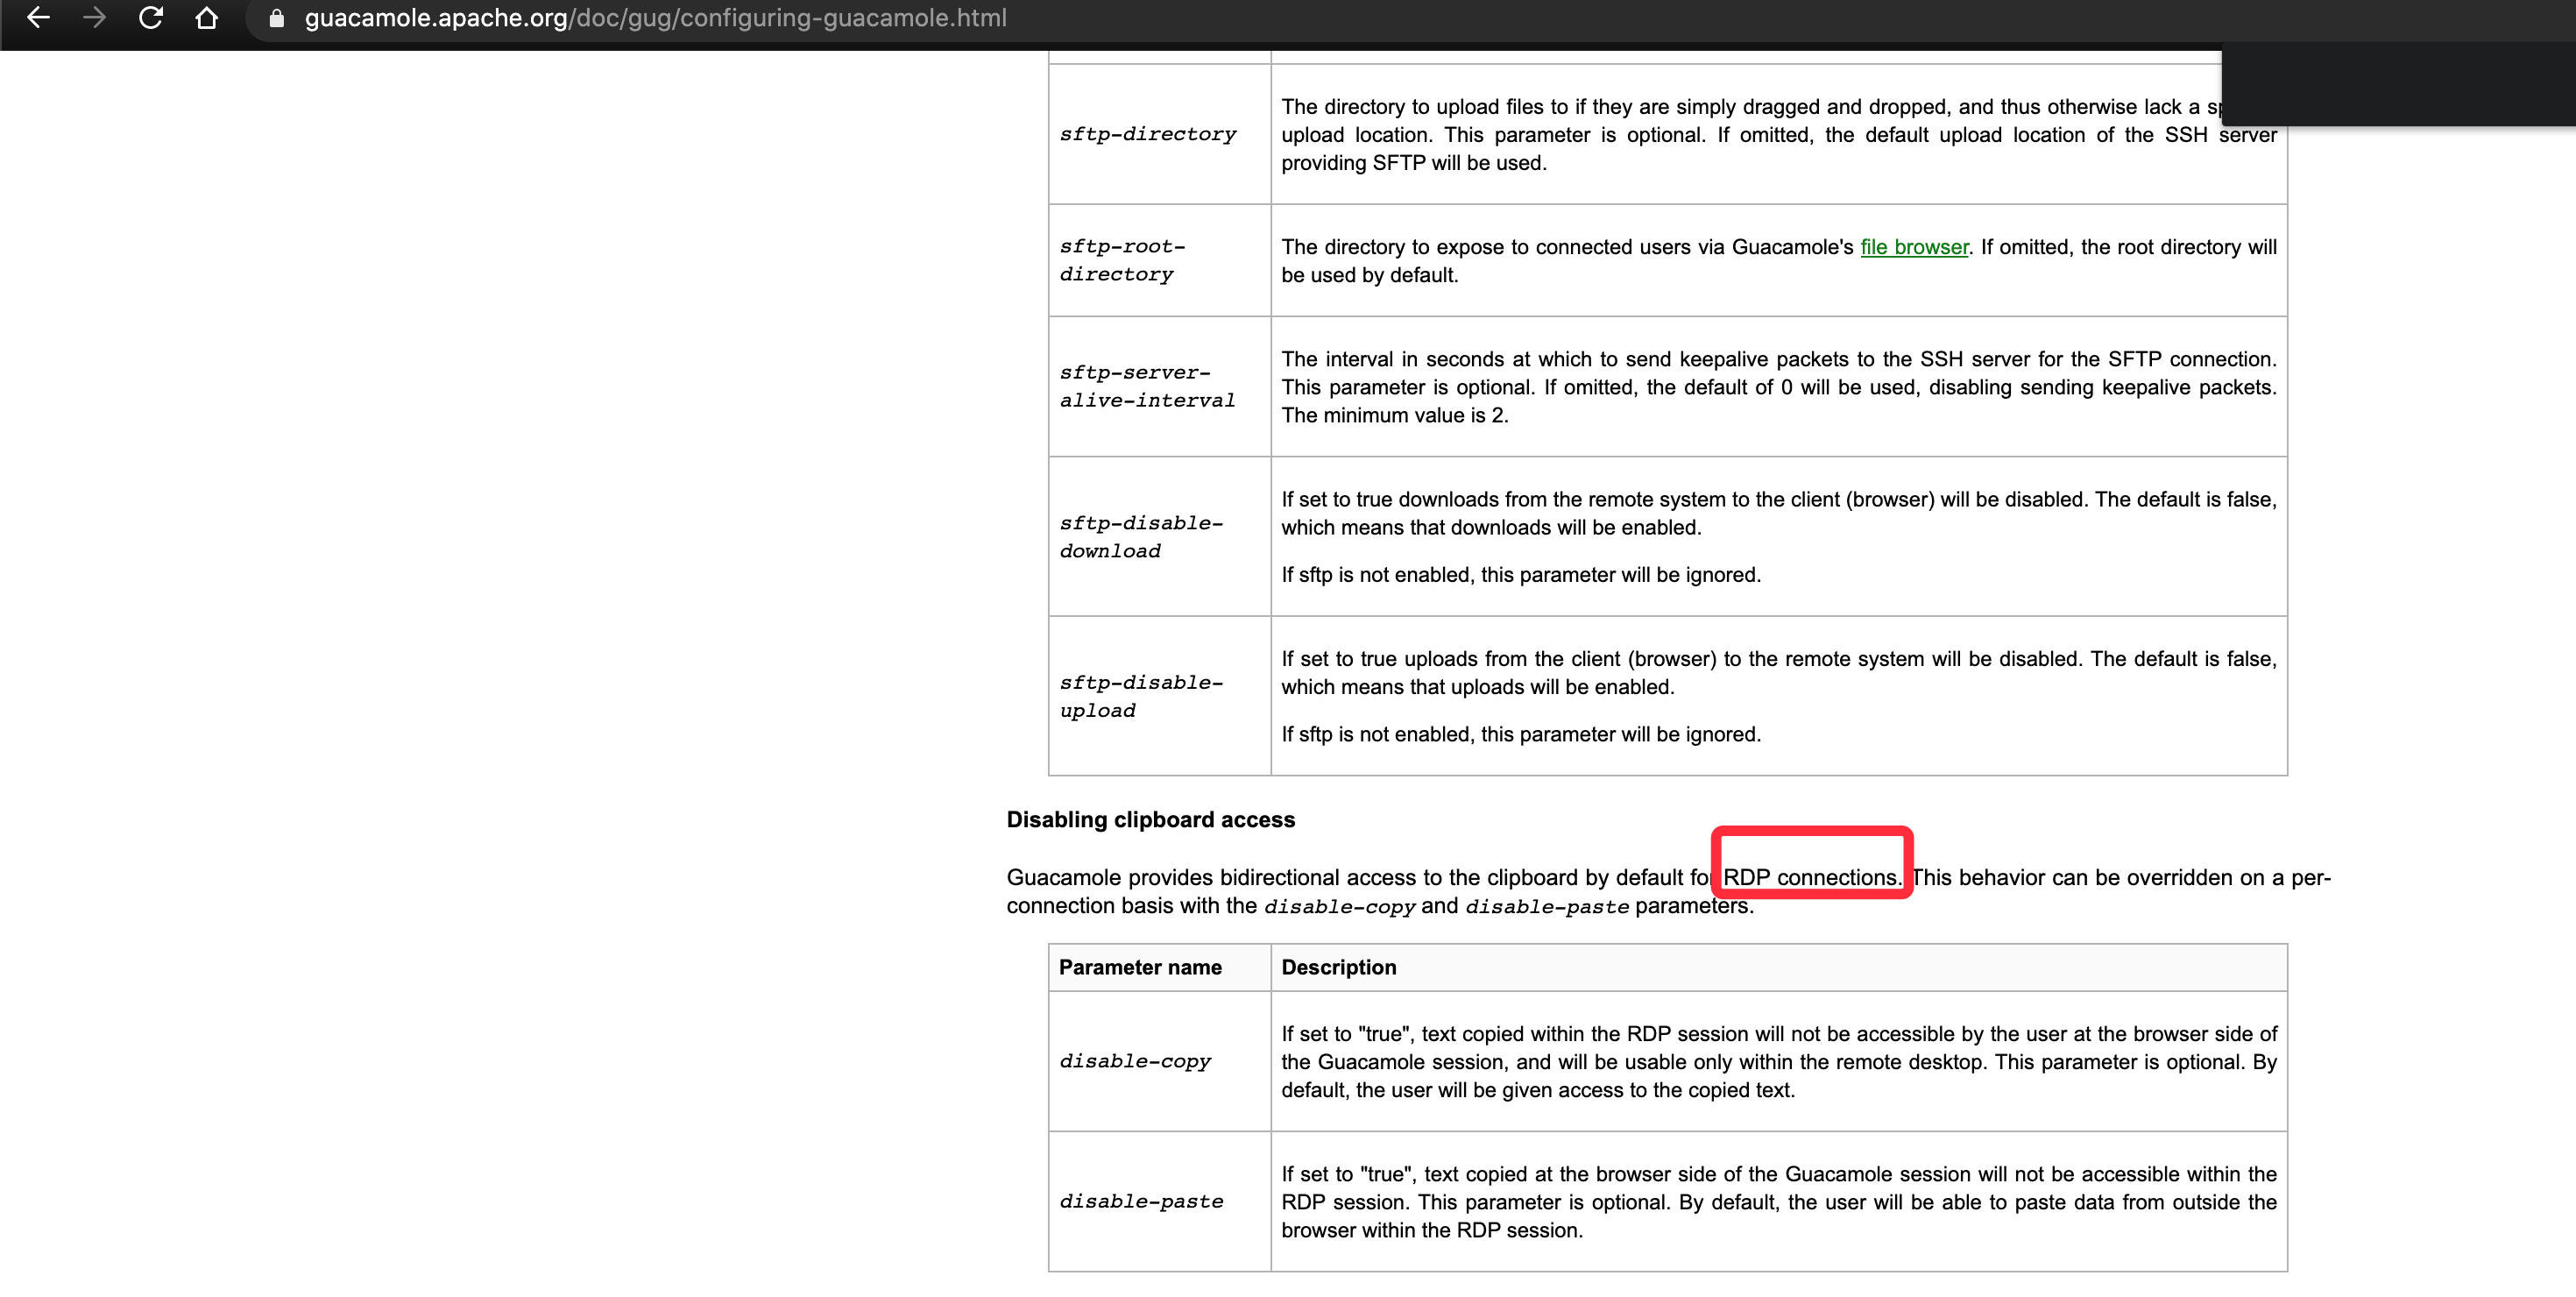 guacamole.apache.org/doc/gug/configuring-guacamole.html
The directory to upload files to if they are simply dragged and dropped, and thus otherwise lack a
sftp-directory
upload location. This parameter is optional. If omitted, the default upload location of the SSH server
providing SFTP will be used.
sftp-root-
directory
The directory to expose to connected users via Guacamole's file browser. If omitted, the root directory will
be used by default.
sftp-server-
alive-interval
The interval in seconds at which to send keepalive packets to the SSH server for the SFTP connection.
This parameter is optional. If omitted, the default of 0 will be used, disabling sending keepalive packets.
The minimum value is 2.
sftp-disable-
download
If set to true downloads from the remote system to the client (browser) will be disabled. The default is false,
which means that downloads will be enabled.
If sftp is not enabled, this parameter will be ignored.
sftp-disable-
upload
If set to true uploads from the client (browser) to the remote system will be disabled. The default is false,
which means that uploads will be enabled.
If sftp is not enabled, this parameter will be ignored.
Disabling clipboard access
Guacamole provides bidirectional access to the clipboard by default for RDP connections. This behavior can be overridden on a per-
connection basis with the disable-copy and disable-paste parameters.
Parameter name Description
disable-copy
If set to "true", text copied within the RDP session will not be accessible by the user at the browser side of
the Guacamole session, and will be usable only within the remote desktop. This parameter is optional. By
default, the user will be given access to the copied text.
disable-paste
If set to "true", text copied at the browser side of the Guacamole session will not be accessible within the
RDP session. This parameter is optional. By default, the user will be able to paste data from outside the
browser within the RDP session.